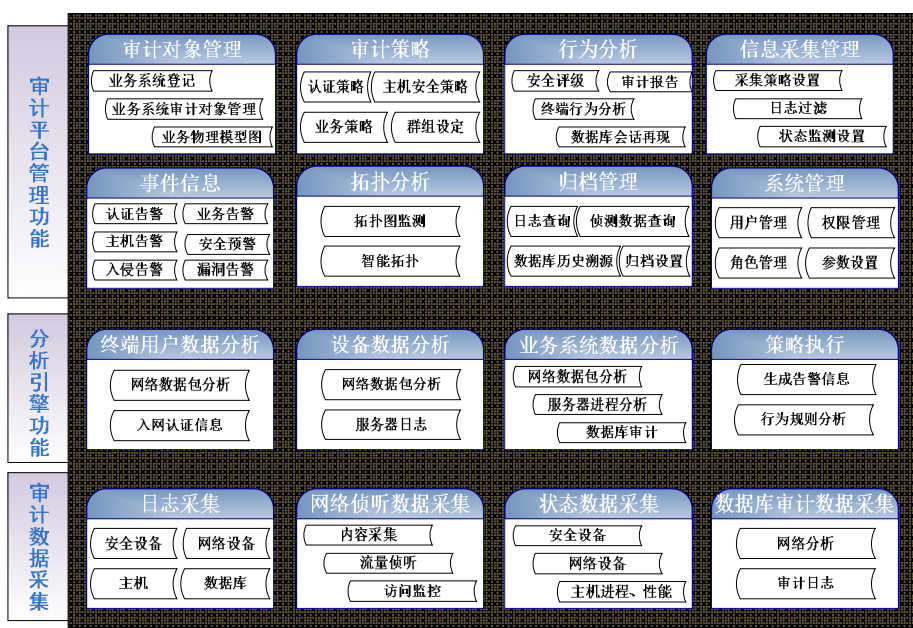 审计平台管理功能
审计对象管理
业务系统登记
业务系统审计对象管理
业务物理模型图
审计策略
认证策略
主机安全策略
业务策略
群组设定
行为分析
安全评级
审计报告
终端行为分析
数据库会话再现
信息采集管理
采集策略设置
日志过滤
状态监测设置
事件信息
认证告警
业务告警
主机告警
安全预警
入侵告警
漏洞告警
拓扑分析
拓扑图监测
智能拓扑
归档管理
日志查询
侦测数据查询
数据库历史溯源
归档设置
系统管理
用户管理
权限管理
角色管理
参数设置
分析引擎功能
终端用户数据分析
网络数据包分析
入网认证信息
设备数据分析
网络数据包分析
服务器日志
业务系统数据分析
网络数据包分析
服务器进程分析
数据库审计
策略执行
生成告警信息
行为规则分析
审计数据采集
日志采集
安全设备
网络设备
主机
数据库
网络侦听数据采集
内容采集
流量侦听
访问监控
状态数据采集
安全设备
网络设备
主机进程、性能
数据库审计数据采集
网络分析
审计日志